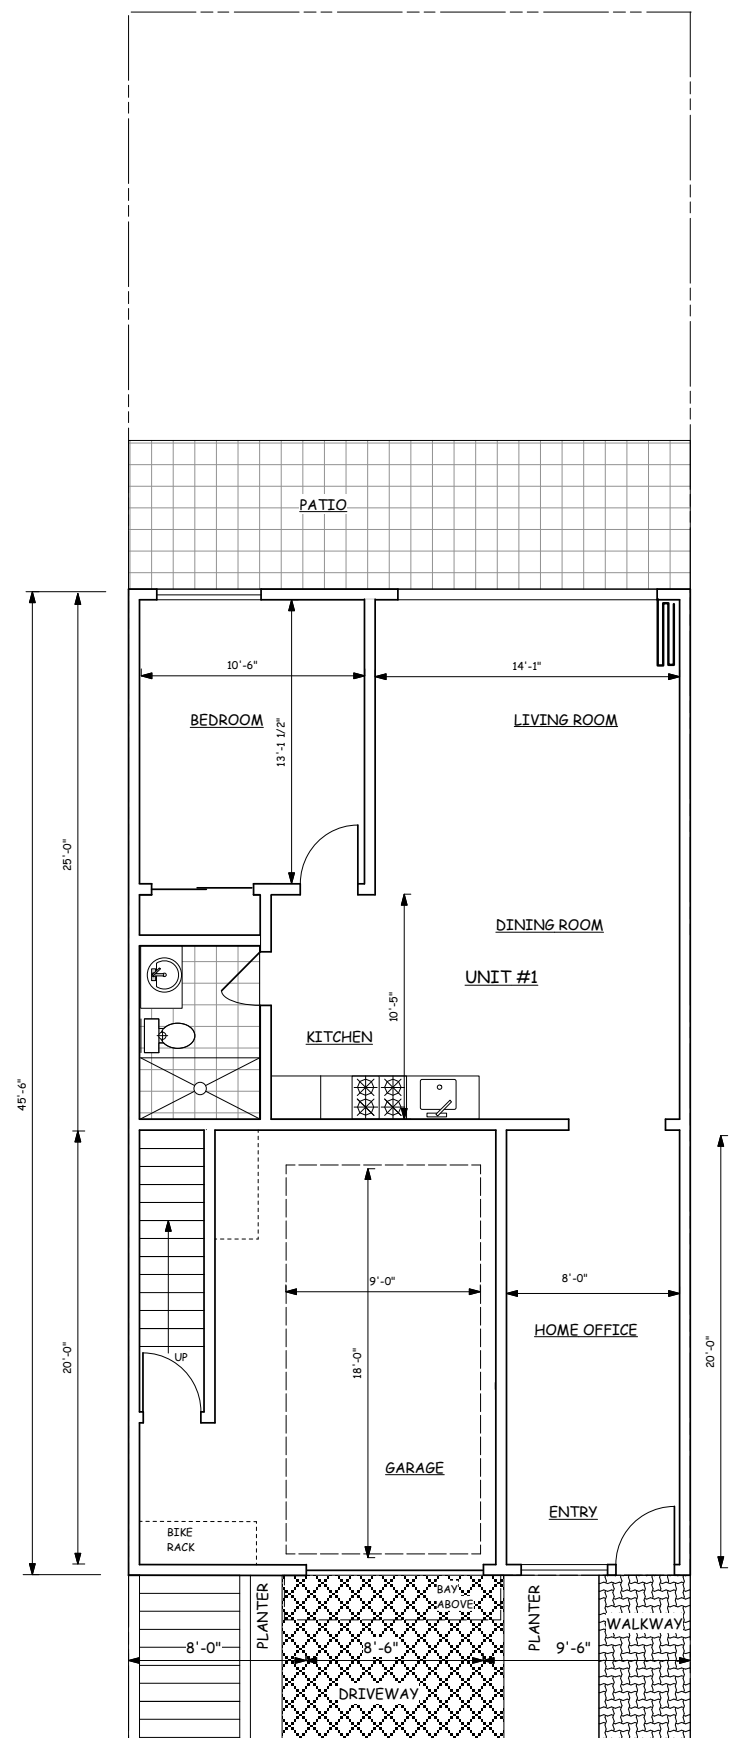 PATIO
10'-6"
14'-1"
BEDROOM
LIVING ROOM
13'-1 1/2"
25'-0"
DINING ROOM
UNIT #1
10'-5"
KITCHEN
45'-6"
9'-0"
8'-0"
HOME OFFICE
20'-0"
UP
18'-0"
20'-0"
GARAGE
ENTRY
BIKE
RACK
PLANTER
BAY
ABOVE
PLANTER
WALKWAY
8'-0"
8'-6"
9'-6"
DRIVEWAY